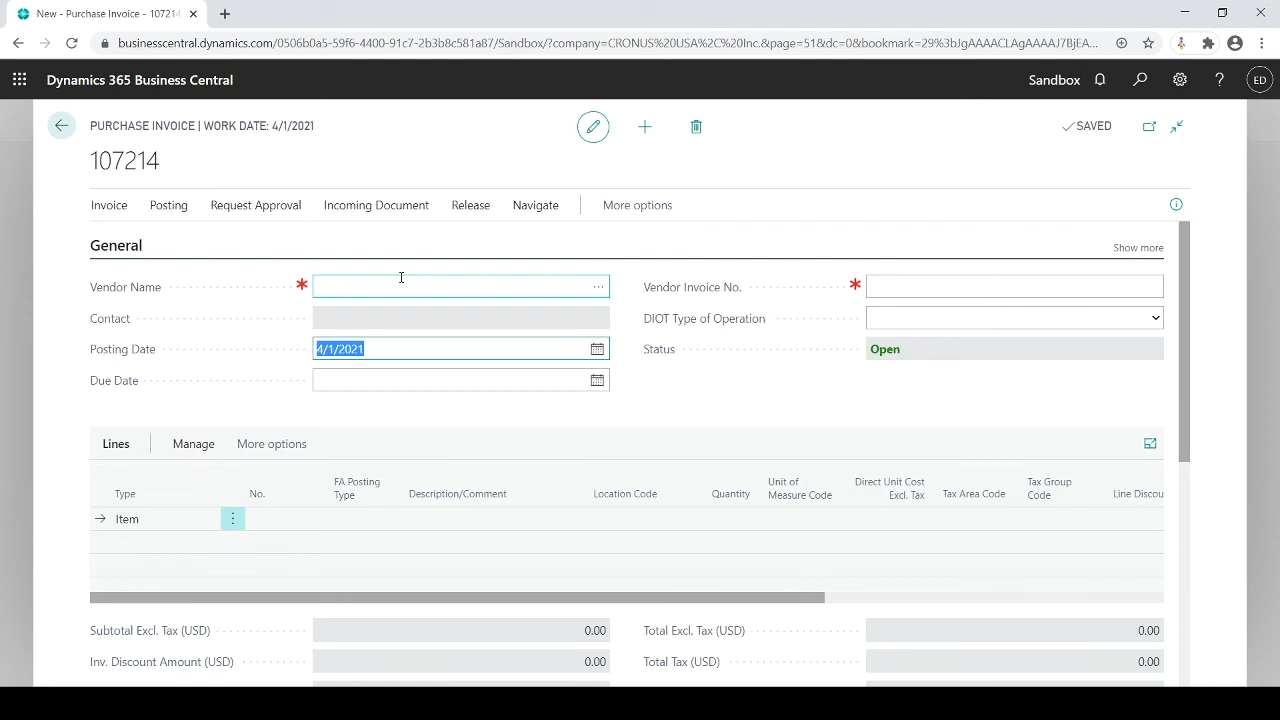 New - Purchase Invoice - 107214
businesscentral.dynamics.com/0506b0a5-59f6-4400-91c7-2b3b8c581a87/Sandbox/?company=CRONUS%20USA%2C%20Inc.&page=51&dc=0&bookmark=29%3bJgAAAACLAgAAAAJ7BjEA...
Dynamics 365 Business Central
Sandbox
ED
PURCHASE INVOICE | WORK DATE: 4/1/2021
SAVED
107214
Invoice Posting Request Approval Incoming Document Release Navigate More options
General Show more
Vendor Name * ... Vendor Invoice No. *
Contact DIOT Type of Operation
Posting Date 4/1/2021 Status Open
Due Date
Lines Manage More options
Type No. FA Posting Type Description/Comment Location Code Quantity Unit of Measure Code Direct Unit Cost Excl. Tax Tax Area Code Tax Group Code Line Discou
Item
Subtotal Excl. Tax (USD) 0.00 Total Excl. Tax (USD) 0.00
Inv. Discount Amount (USD) 0.00 Total Tax (USD) 0.00